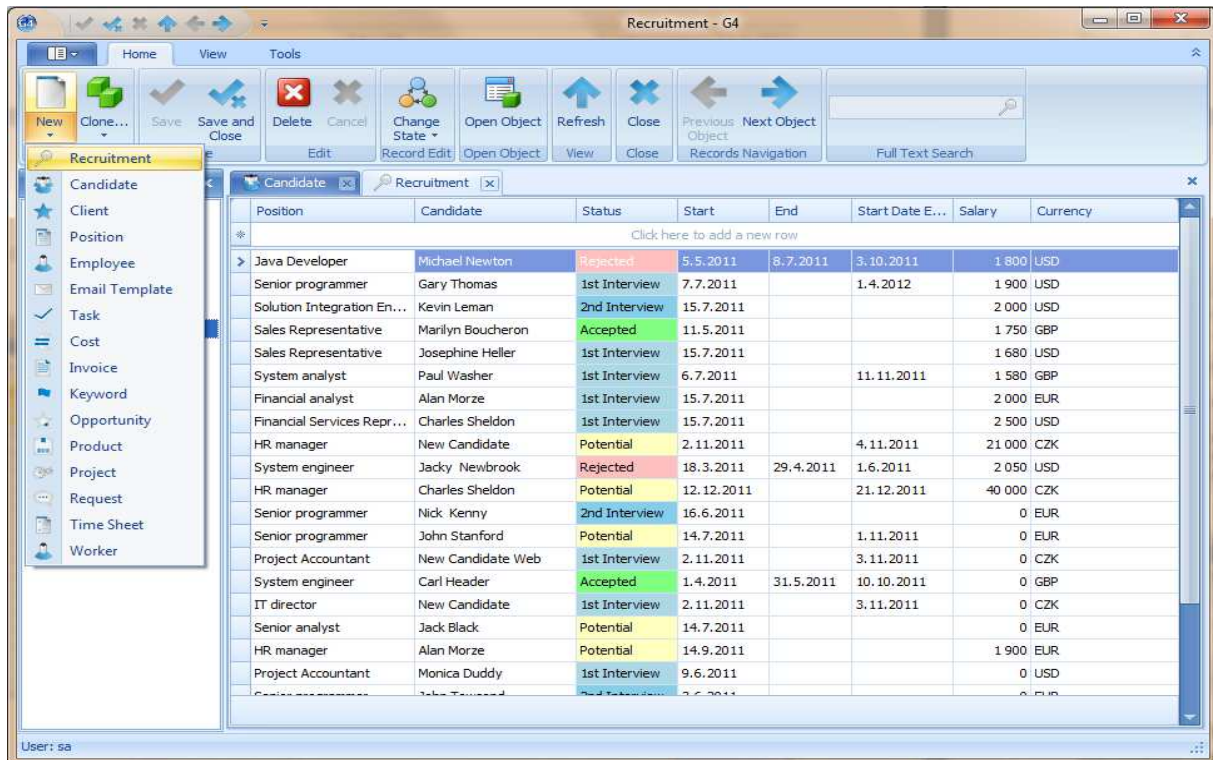 G4
Recruitment - G4
Home View Tools
New Clone... Save Save and Close Delete Cancel Change State Open Object Refresh Close Previous Object Next Object
Edit Record Edit Open Object View Close Records Navigation Full Text Search
Recruitment
Candidate
Client
Position
Employee
Email Template
Task
Cost
Invoice
Keyword
Opportunity
Product
Project
Request
Time Sheet
Worker
Candidate Recruitment
Position Candidate Status Start End Start Date E... Salary Currency
Click here to add a new row
Java Developer Michael Newton Rejected 5.5.2011 8.7.2011 3.10.2011 1 800 USD
Senior programmer Gary Thomas 1st Interview 7.7.2011 1.4.2012 1 900 USD
Solution Integration En... Kevin Leman 2nd Interview 15.7.2011 2 000 USD
Sales Representative Marilyn Boucheron Accepted 11.5.2011 1 750 GBP
Sales Representative Josephine Heller 1st Interview 15.7.2011 1 680 USD
System analyst Paul Washer 1st Interview 6.7.2011 11.11.2011 1 580 GBP
Financial analyst Alan Morze 1st Interview 15.7.2011 2 000 EUR
Financial Services Repr... Charles Sheldon 1st Interview 15.7.2011 2 500 USD
HR manager New Candidate Potential 2.11.2011 4.11.2011 21 000 CZK
System engineer Jacky Newbrook Rejected 18.3.2011 29.4.2011 1.6.2011 2 050 USD
HR manager Charles Sheldon Potential 12.12.2011 21.12.2011 40 000 CZK
Senior programmer Nick Kenny 2nd Interview 16.6.2011 0 EUR
Senior programmer John Stanford Potential 14.7.2011 1.11.2011 0 EUR
Project Accountant New Candidate Web 1st Interview 2.11.2011 3.11.2011 0 CZK
System engineer Carl Header Accepted 1.4.2011 31.5.2011 10.10.2011 0 GBP
IT director New Candidate 1st Interview 2.11.2011 3.11.2011 0 CZK
Senior analyst Jack Black Potential 14.7.2011 0 EUR
HR manager Alan Morze Potential 14.9.2011 1 900 EUR
Project Accountant Monica Duddy 1st Interview 9.6.2011 0 USD
User: sa